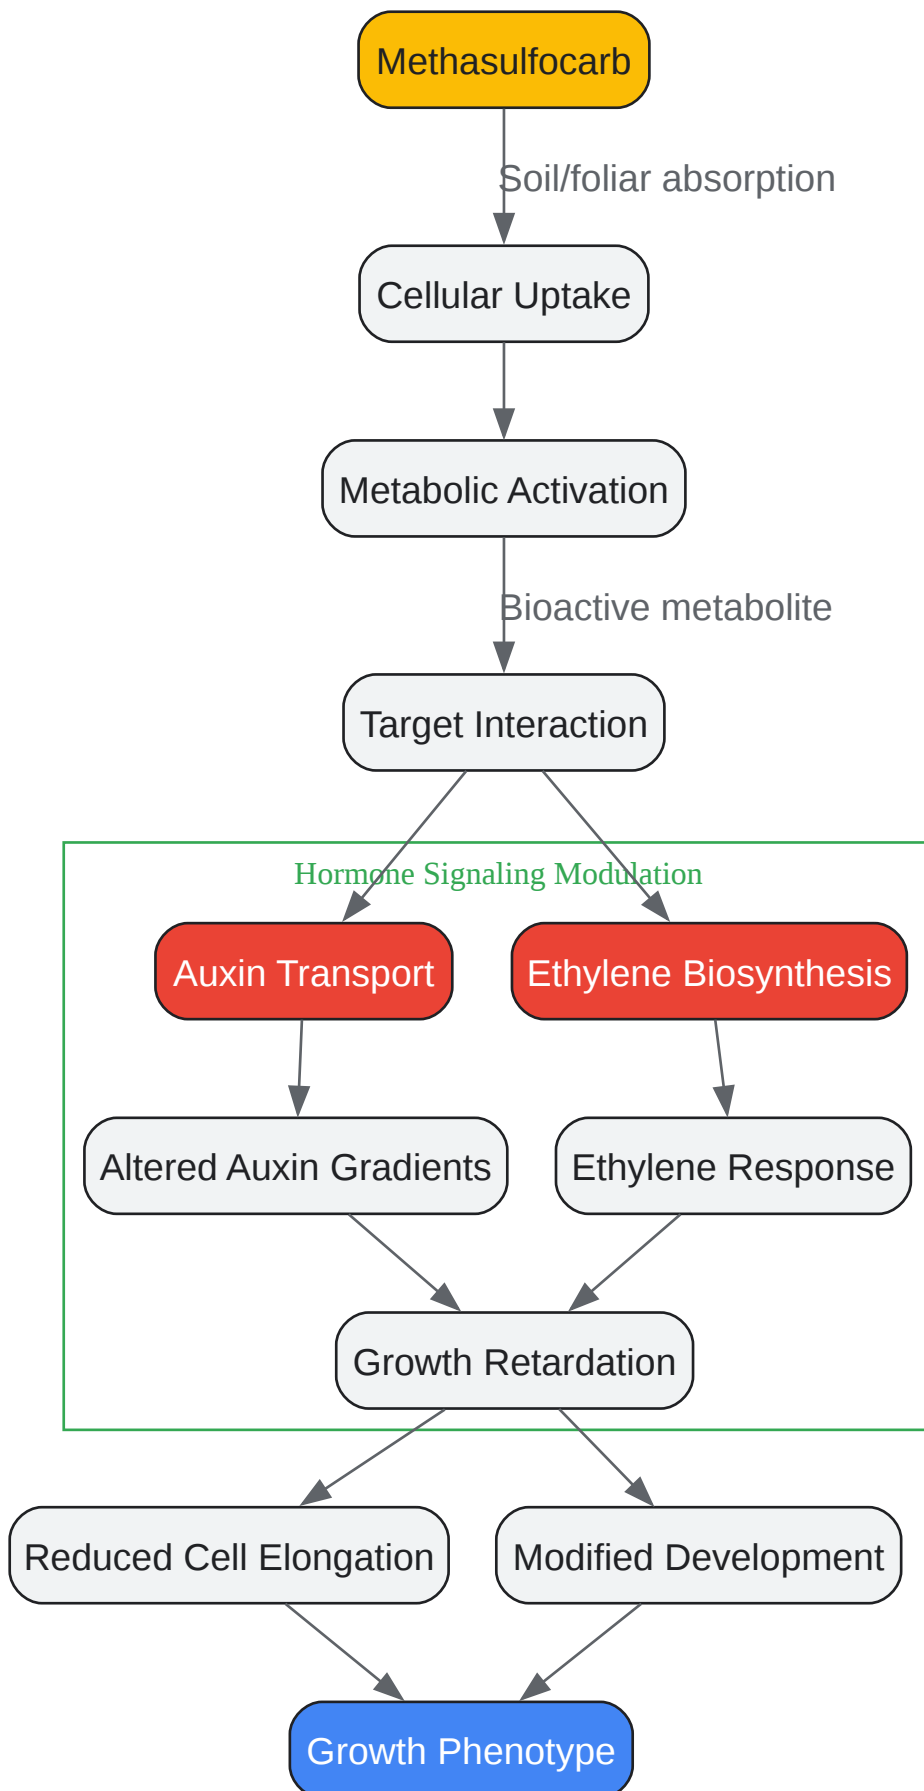 Methasulfocarb
Soil/foliar absorption
Cellular Uptake
Metabolic Activation
Bioactive metabolite
Target Interaction
Hormone Signaling Modulation
Auxin Transport
Ethylene Biosynthesis
Altered Auxin Gradients
Ethylene Response
Growth Retardation
Reduced Cell Elongation
Modified Development
Growth Phenotype